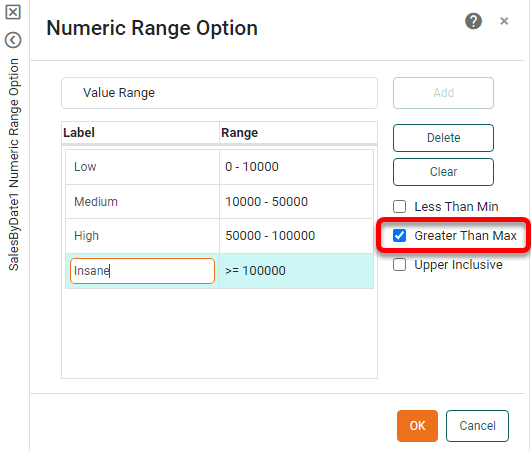 Numeric Range Option
SalesByDate1 Numeric Range Option
Value Range
Add
Label Range
Low 0 - 10000
Medium 10000 - 50000
High 50000 - 100000
Insane >= 100000
Delete
Clear
Less Than Min
Greater Than Max
Upper Inclusive
OK Cancel